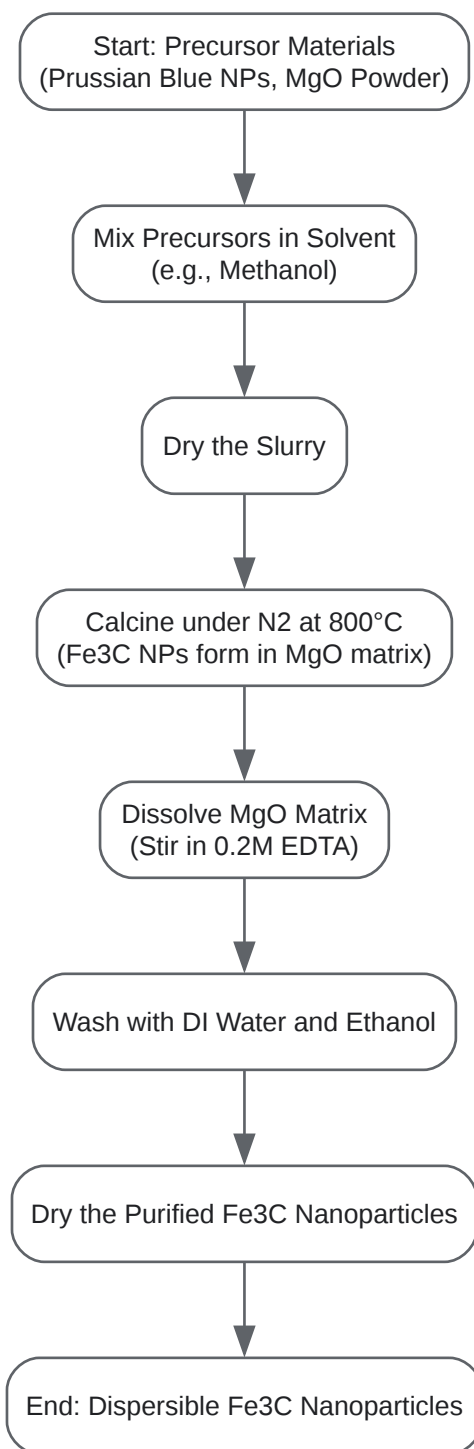 Start: Precursor Materials
(Prussian Blue NPs, MgO Powder)
Mix Precursors in Solvent
(e.g., Methanol)
Dry the Slurry
Calcine under N2 at 800°C
(Fe3C NPs form in MgO matrix)
Dissolve MgO Matrix
(Stir in 0.2M EDTA)
Wash with DI Water and Ethanol
Dry the Purified Fe3C Nanoparticles
End: Dispersible Fe3C Nanoparticles